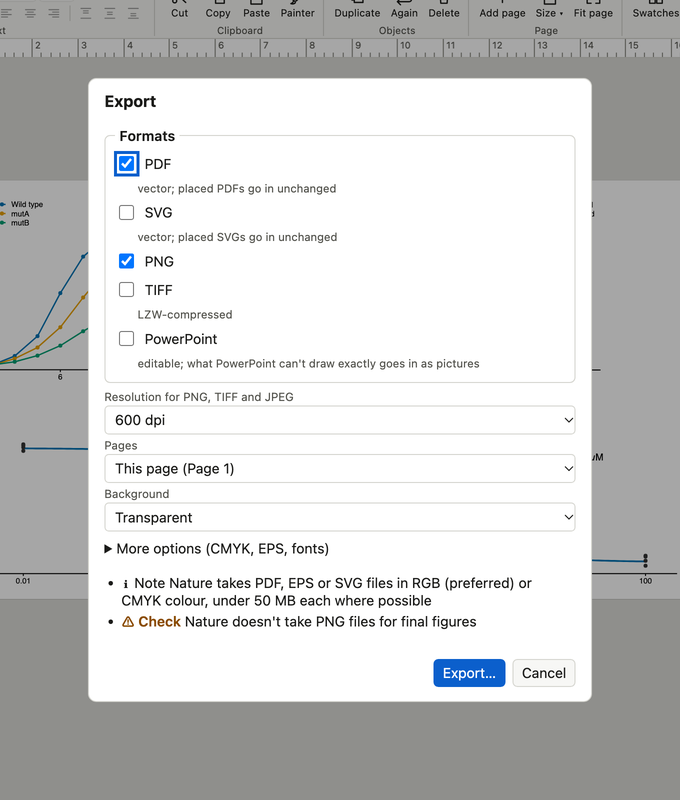 Cut Copy Paste Painter Duplicate Again Delete Add page Size Fit page Swatches
Clipboard Objects Page
2 3 4 5 6 7 8 9 10 11 12 13 14 15
Export
Formats
PDF
vector; placed PDFs go in unchanged
SVG
vector; placed SVGs go in unchanged
PNG
TIFF
LZW-compressed
PowerPoint
editable; what PowerPoint can't draw exactly goes in as pictures
Resolution for PNG, TIFF and JPEG
600 dpi
Pages
This page (Page 1)
Background
Transparent
More options (CMYK, EPS, fonts)
Note Nature takes PDF, EPS or SVG files in RGB (preferred) or
CMYK colour, under 50 MB each where possible
Check Nature doesn't take PNG files for final figures
Export... Cancel
Wild type
mutA
mutB
6
0.01 100